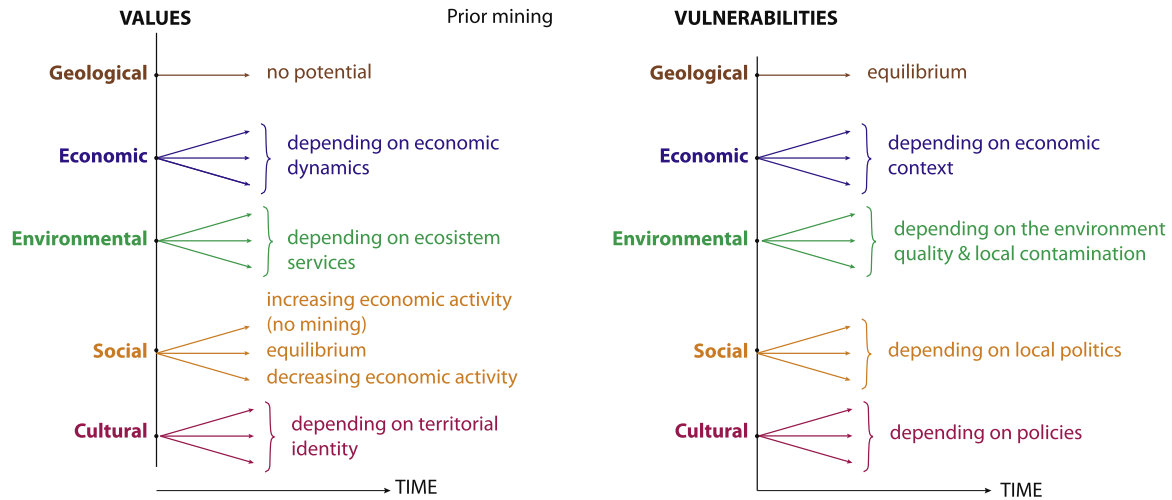 VALUES
Prior mining
Geological
no potential
Economic
depending on economic
dynamics
Environmental
depending on ecosistem
services
Social
increasing economic activity
(no mining)
equilibrium
decreasing economic activity
Cultural
depending on territorial
identity
TIME
VULNERABILITIES
Geological
equilibrium
Economic
depending on economic
context
Environmental
depending on the environment
quality & local contamination
Social
depending on local politics
Cultural
depending on policies
TIME